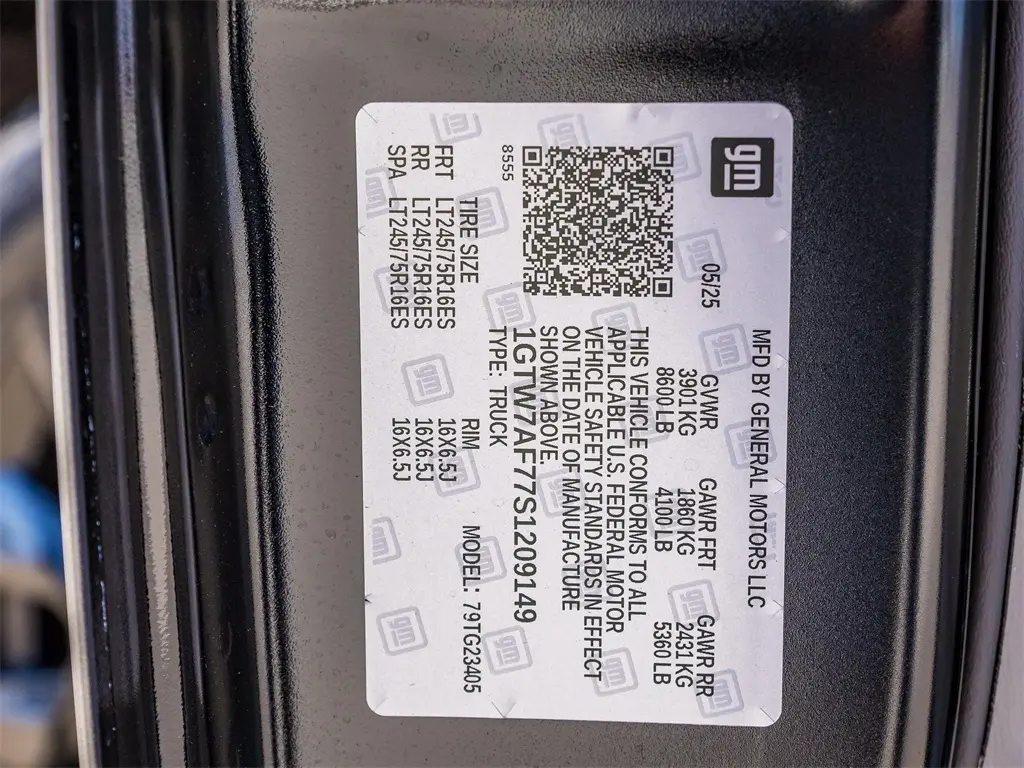 gm
MFD BY GENERAL MOTORS LLC
05/25
GVWR GAWR FRT GAWR RR
3901 KG 1860 KG 2431 KG
8600 LB 4100 LB 5360 LB
THIS VEHICLE CONFORMS TO ALL
APPLICABLE U.S. FEDERAL MOTOR
VEHICLE SAFETY STANDARDS IN EFFECT
ON THE DATE OF MANUFACTURE
SHOWN ABOVE.
1GTW7AF77S1209149
8555
TYPE: TRUCK
MODEL: 79TG23405
TIRE SIZE RIM
FRT LT245/75R16ES 16X6.5J
RR LT245/75R16ES 16X6.5J
SPA LT245/75R16ES 16X6.5J